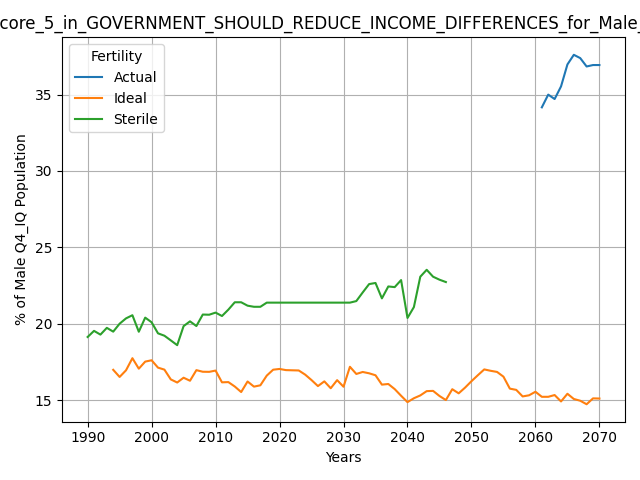 core_5_in_GOVERNMENT_SHOULD_REDUCE_INCOME_DIFFERENCES_for_Male_
Fertility
Actual
Ideal
Sterile
% of Male Q4_IQ Population
35
30
25
20
15
1990 2000 2010 2020 2030 2040 2050 2060 2070
Years